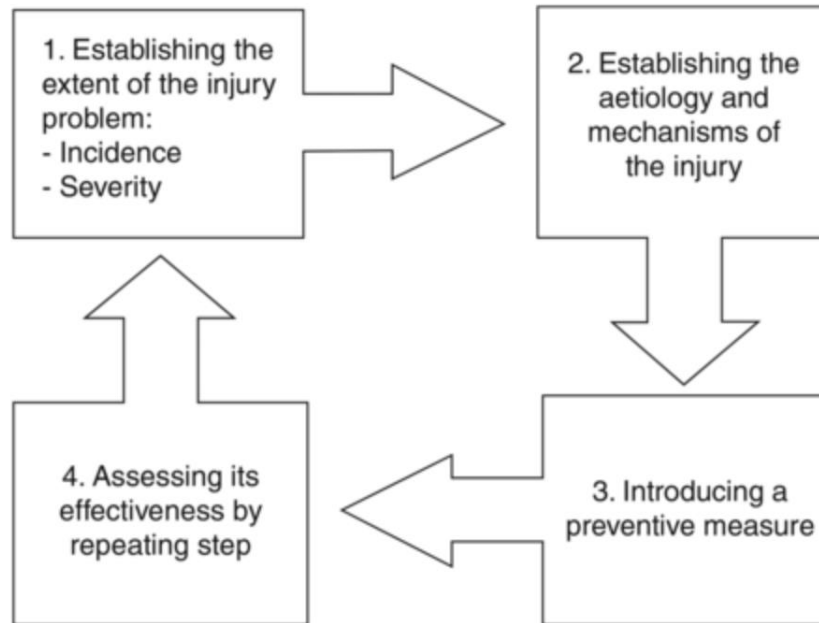 1. Establishing the
extent of the injury
problem:
- Incidence
- Severity
2. Establishing the
aetiology and
mechanisms of
the injury
3. Introducing a
preventive measure
4. Assessing its
effectiveness by
repeating step